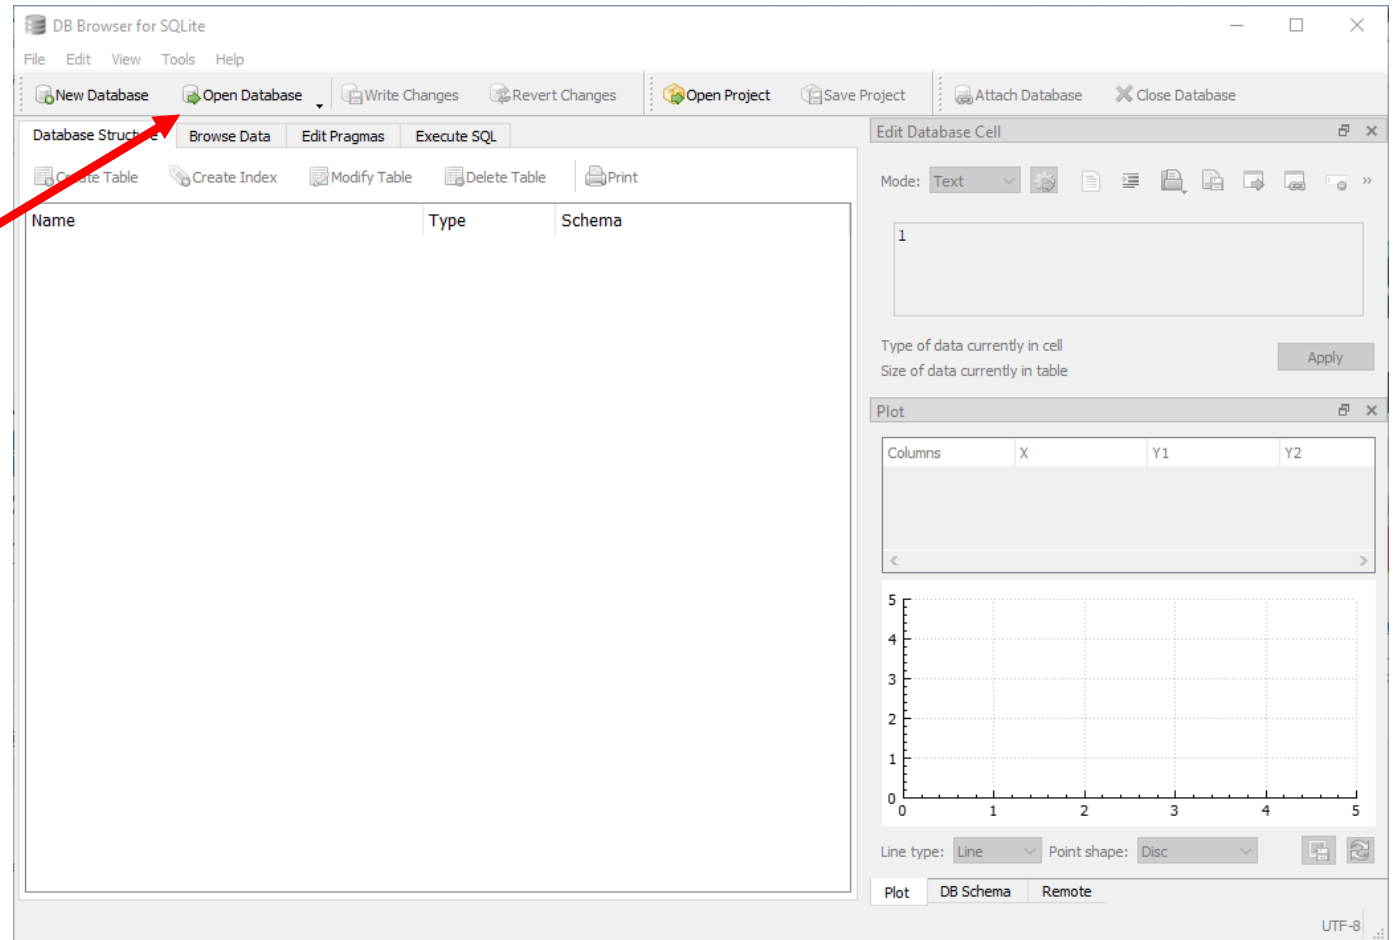 DB Browser for SQLite
File Edit View Tools Help
New Database Open Database Write Changes Revert Changes Open Project Save Project Attach Database Close Database
Database Structure Browse Data Edit Pragmas Execute SQL
Create Table Create Index Modify Table Delete Table Print
Name Type Schema
Edit Database Cell
Mode: Text »
1
Type of data currently in cell
Size of data currently in table
Apply
Plot
Columns X Y1 Y2
5
4
3
2
1
0
0 1 2 3 4 5
Line type: Line Point shape: Disc
Plot DB Schema Remote
UTF-8